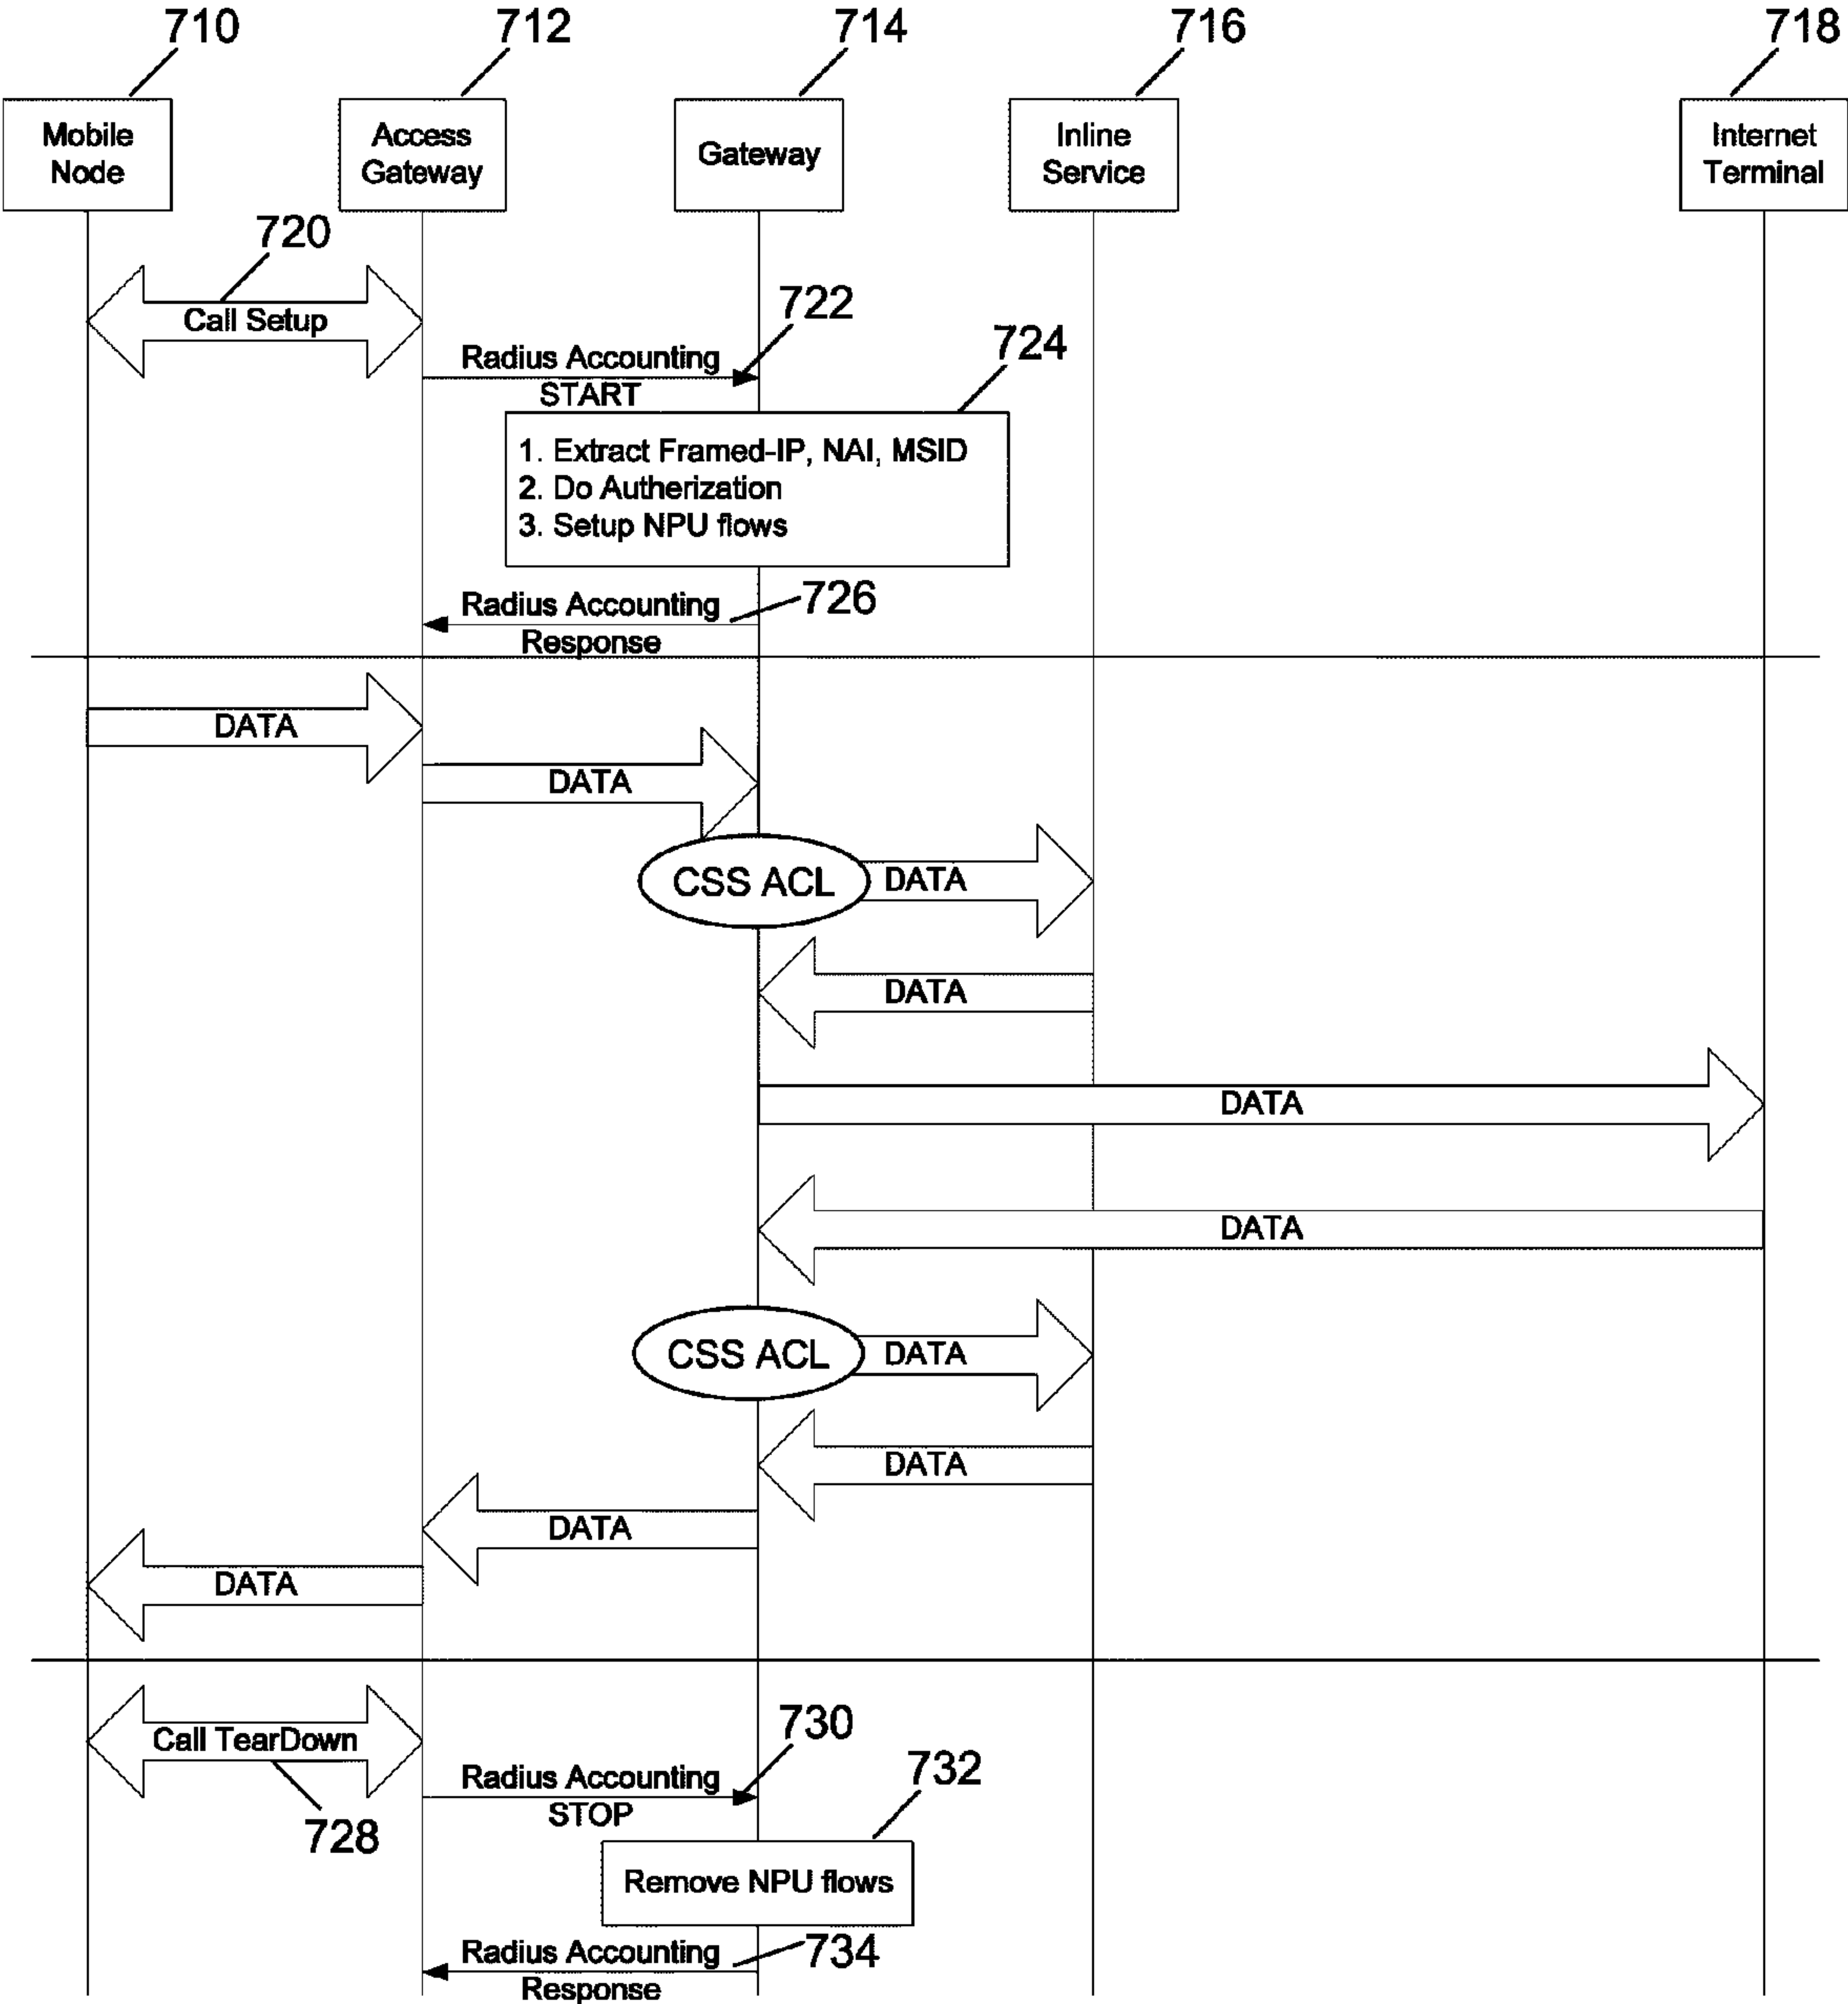 710
712
714
716
718
Mobile
Node
Access
Gateway
Gateway
Inline
Service
Internet
Terminal
720
Call Setup
722
Radius Accounting
START
724
1. Extract Framed-IP, NAI, MSID
2. Do Autherization
3. Setup NPU flows
726
Radius Accounting
Response
DATA
DATA
CSS ACL
DATA
DATA
DATA
DATA
CSS ACL
DATA
DATA
DATA
DATA
Call TearDown
728
730
Radius Accounting
STOP
732
Remove NPU flows
734
Radius Accounting
Response